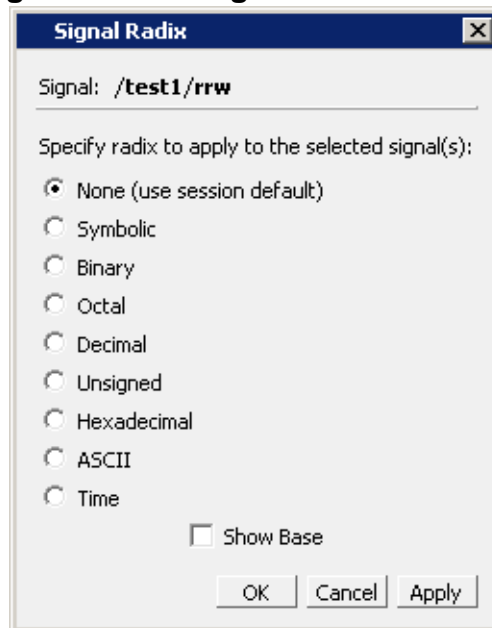 Signal Radix
Signal: /test1/rrw
Specify radix to apply to the selected signal(s):
None (use session default)
Symbolic
Binary
Octal
Decimal
Unsigned
Hexadecimal
ASCII
Time
Show Base
OK Cancel Apply